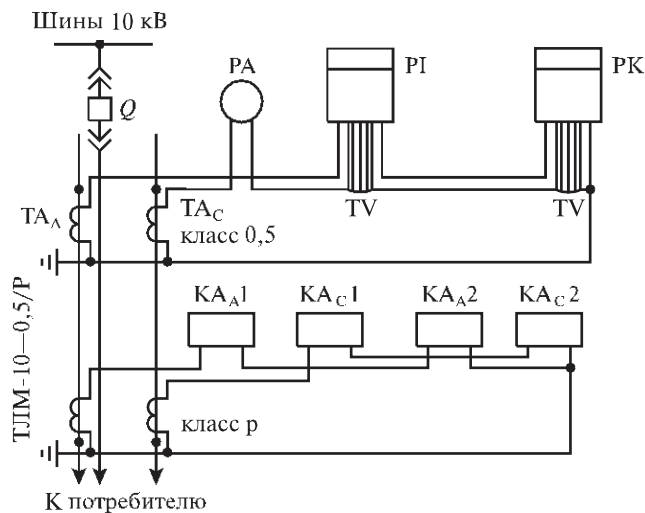 Шины 10 кВ
PA
PI
PK
Q
TA_A
TA_C
TV
TV
класс 0,5
KA_A1
KA_C1
KA_A2
KA_C2
ТЛМ-10—0,5/Р
класс р
К потребителю